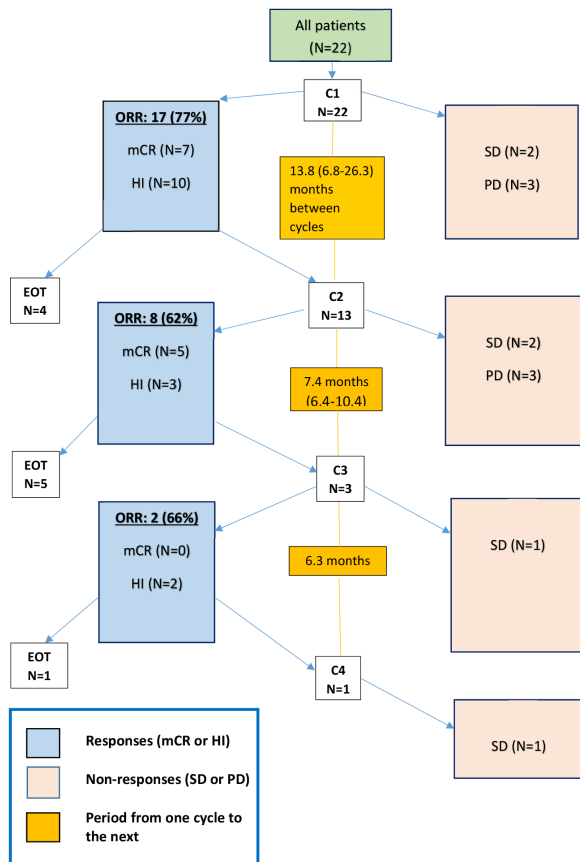 All patients
(N=22)
C1
N=22
ORR: 17 (77%)
mCR (N=7)
HI (N=10)
13.8 (6.8-26.3)
months
between
cycles
SD (N=2)
PD (N=3)
EOT
N=4
C2
N=13
ORR: 8 (62%)
mCR (N=5)
HI (N=3)
7.4 months
(6.4-10.4)
SD (N=2)
PD (N=3)
EOT
N=5
C3
N=3
ORR: 2 (66%)
mCR (N=0)
HI (N=2)
6.3 months
SD (N=1)
EOT
N=1
C4
N=1
SD (N=1)
Responses (mCR or HI)
Non-responses (SD or PD)
Period from one cycle to
the next